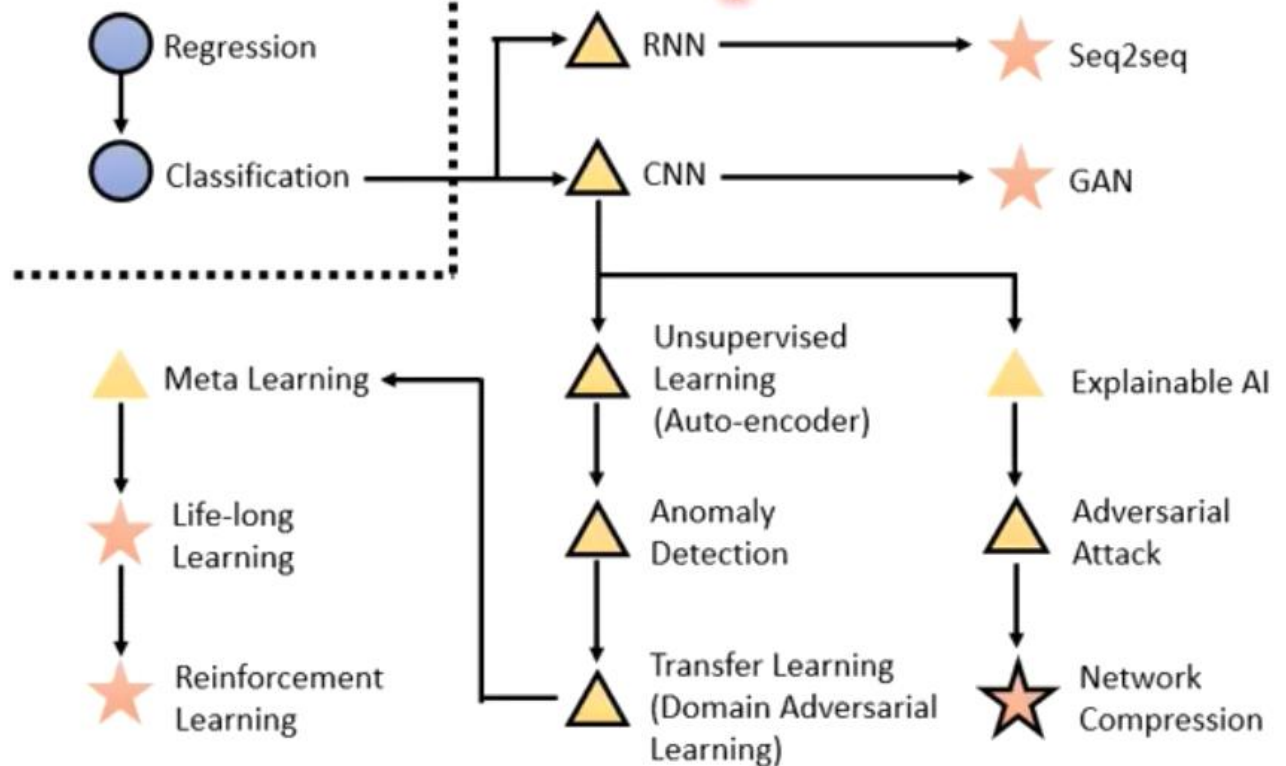 Regression
RNN
Seq2seq
Classification
CNN
GAN
Meta Learning
Unsupervised
Learning
(Auto-encoder)
Explainable AI
Life-long
Learning
Anomaly
Detection
Adversarial
Attack
Reinforcement
Learning
Transfer Learning
(Domain Adversarial
Learning)
Network
Compression